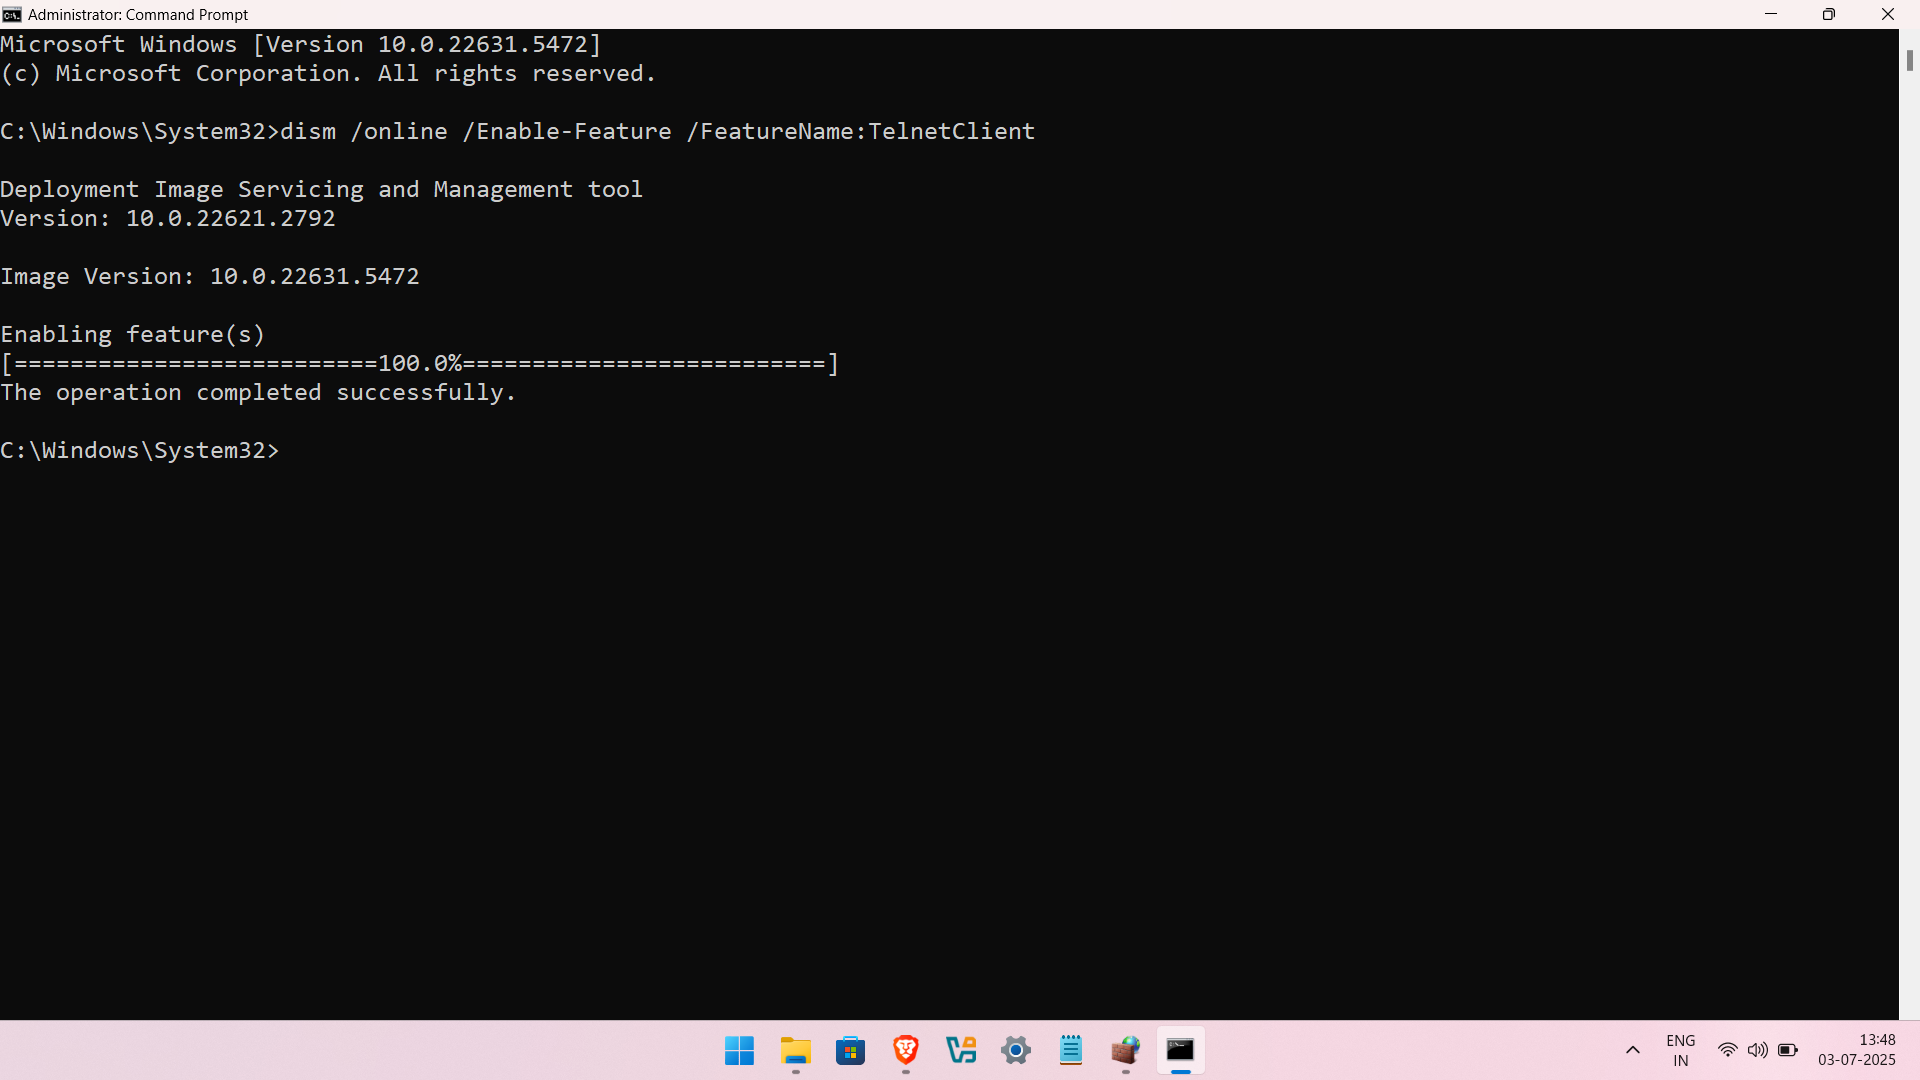 Administrator: Command Prompt
Microsoft Windows [Version 10.0.22631.5472]
(c) Microsoft Corporation. All rights reserved.
C:\Windows\System32>dism /online /Enable-Feature /FeatureName:TelnetClient
Deployment Image Servicing and Management tool
Version: 10.0.22621.2792
Image Version: 10.0.22631.5472
Enabling feature(s)
[==========================100.0%==========================]
The operation completed successfully.
C:\Windows\System32>
ENG
IN
13:48
03-07-2025